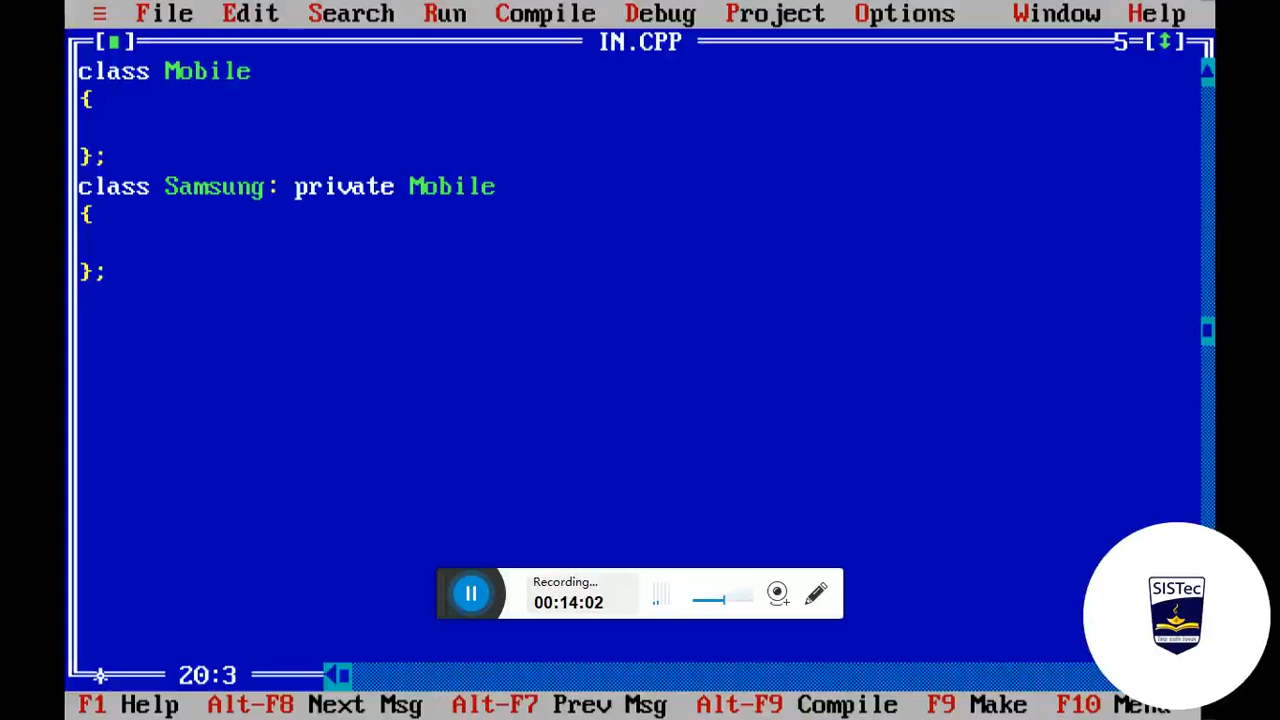 ≡ File Edit Search Run Compile Debug Project Options Window Help
[■] IN.CPP 5=[↕]
class Mobile
{
};
class Samsung: private Mobile
{
};
Recording...
00:14:02
SISTec
20:3
F1 Help Alt-F8 Next Msg Alt-F7 Prev Msg Alt-F9 Compile F9 Make F10 Menu